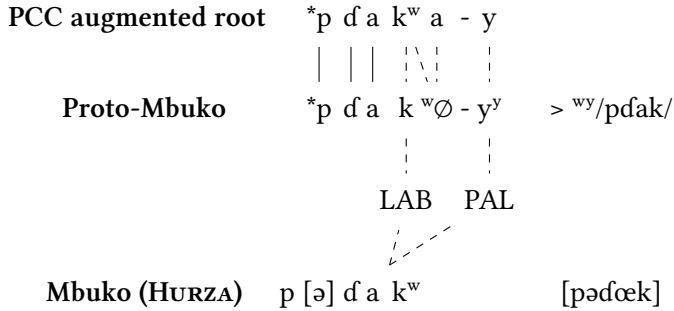 PCC augmented root *p ɗ a kʷ a - y
Proto-Mbuko *p ɗ a k ʷ∅ - yʸ > ʷʸ/pɗak/
LAB PAL
Mbuko (Hurza) p [ə] ɗ a kʷ [pəɗœk]